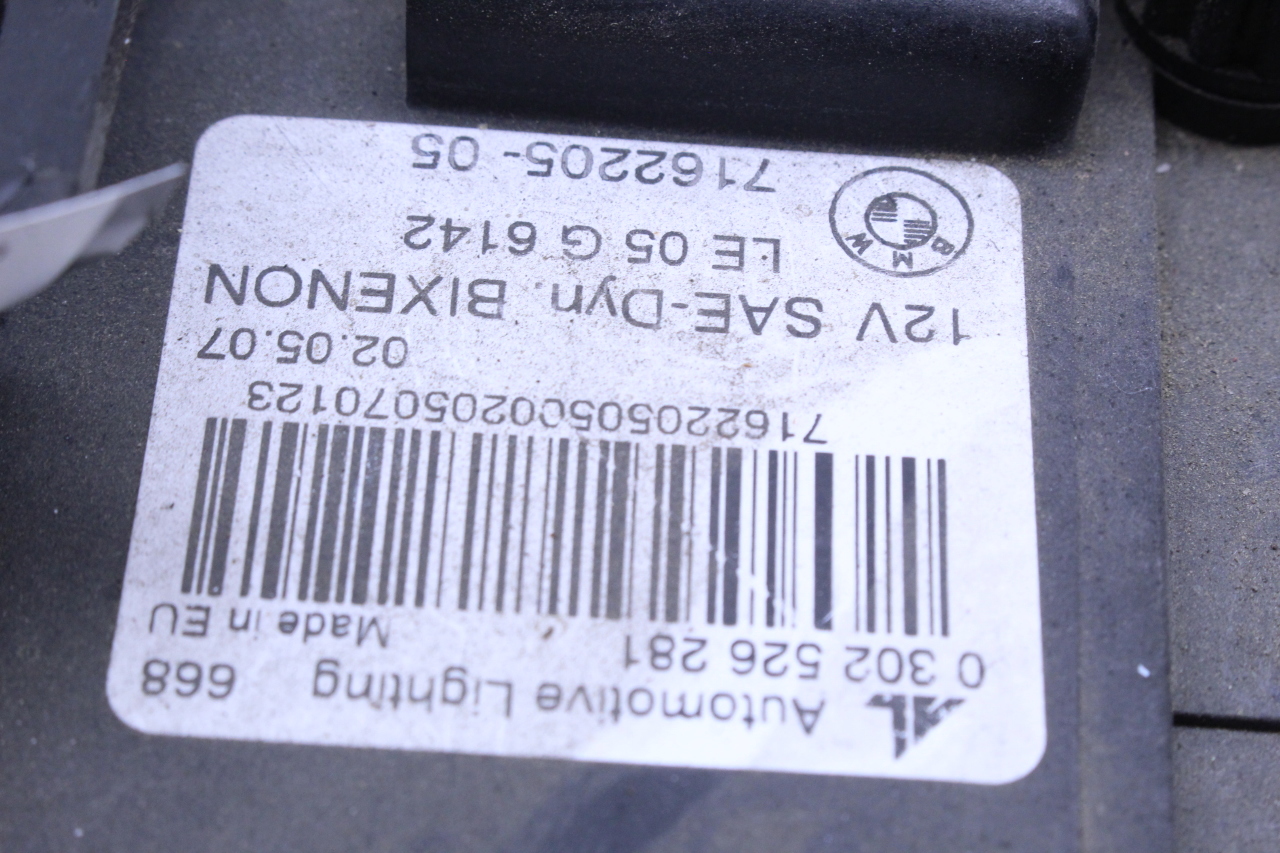 Automotive Lighting 668
0 302 526 281 Made in EU
71622050500205070123
02.05.07
12V SAE-Dyn. BIXENON
LE 05 G 6142
7162205- 05
BMW